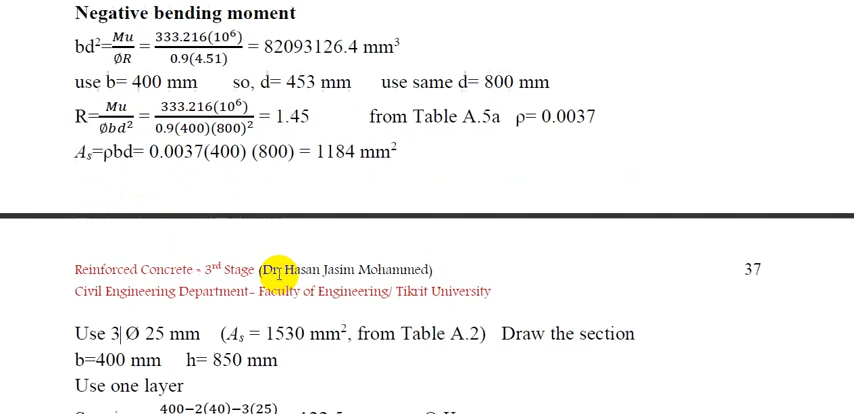 Negative bending moment
bd²=Mu/ØR = 333.216(10⁶)/0.9(4.51) = 82093126.4 mm³
use b= 400 mm so, d= 453 mm use same d= 800 mm
R=Mu/Øbd² = 333.216(10⁶)/0.9(400)(800)² = 1.45 from Table A.5a ρ= 0.0037
Aₛ=ρbd= 0.0037(400) (800) = 1184 mm²
Reinforced Concrete - 3rd Stage (Dr. Hasan Jasim Mohammed) 37
Civil Engineering Department– Faculty of Engineering/ Tikrit University
Use 3 Ø 25 mm (Aₛ = 1530 mm², from Table A.2) Draw the section
b=400 mm h= 850 mm
Use one layer
400−2(40)−3(25)